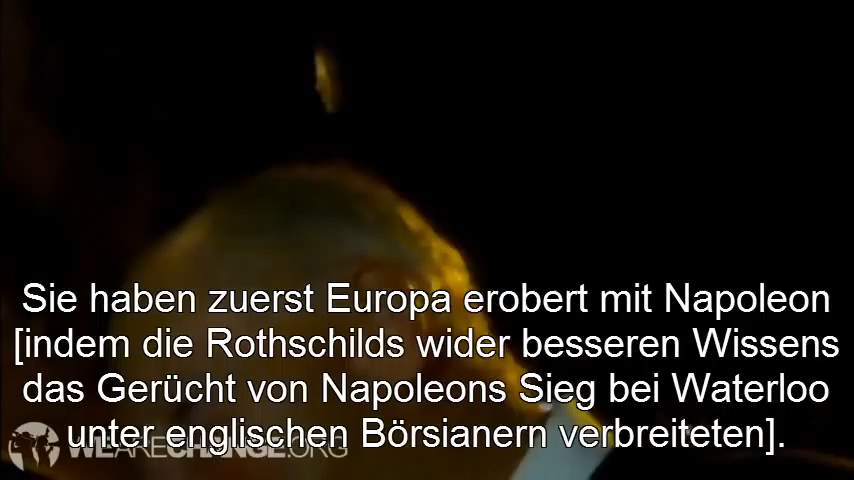 Sie haben zuerst Europa erobert mit Napoleon
[indem die Rothschilds wider besseren Wissens
das Gerücht von Napoleons Sieg bei Waterloo
unter englischen Börsianern verbreiteten].
WEARECHANGE.ORG